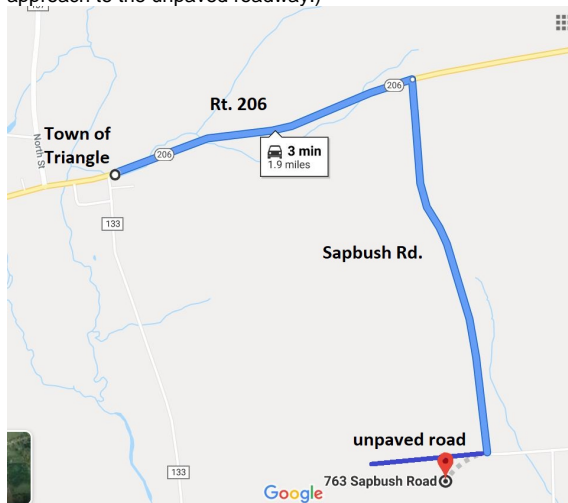 approach to the unpaved roadway.)
Rt. 206
206
Town of
Triangle
North St
206
3 min
1.9 miles
133
Sapbush Rd.
unpaved road
133
763 Sapbush Road
Google